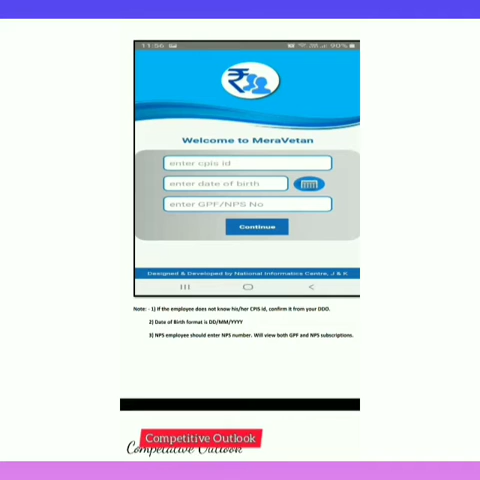 11:56
90%
₹
Welcome to MeraVetan
enter cpis id
enter date of birth
enter GPF/NPS No
Continue
Designed & Developed by National Informatics Centre, J & K
Note: - 1) If the employee does not know his/her CPIS Id, confirm it from your DDO.
2) Date of Birth format is DD/MM/YYYY
3) NPS employee should enter NPS number. Will view both GPF and NPS subscriptions.
Competitive Outlook
Competitive Outlook